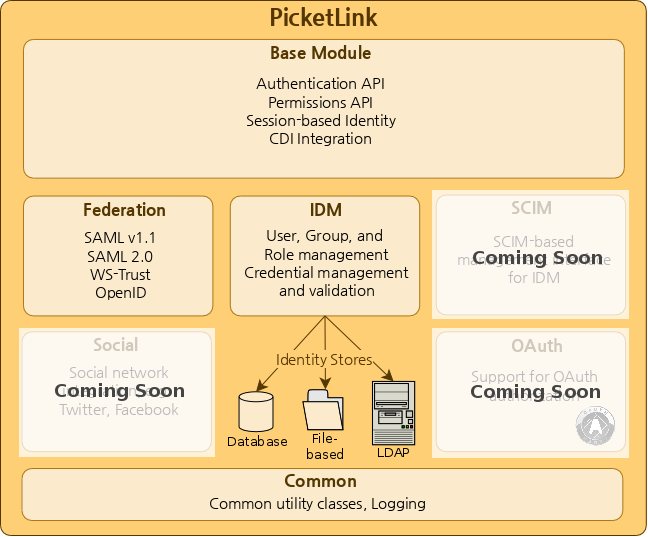 PicketLink
Base Module
Authentication API
Permissions API
Session-based Identity
CDI Integration
Federation
SAML v1.1
SAML 2.0
WS-Trust
OpenID
IDM
User, Group, and
Role management
Credential management
and validation
SCIM
SCIM-based
Coming Soon
for IDM
Social
Social network
Coming Soon
Twitter, Facebook
Identity Stores
Database
File-
based
LDAP
OAuth
Support for OAuth
Coming Soon
Common
Common utility classes, Logging